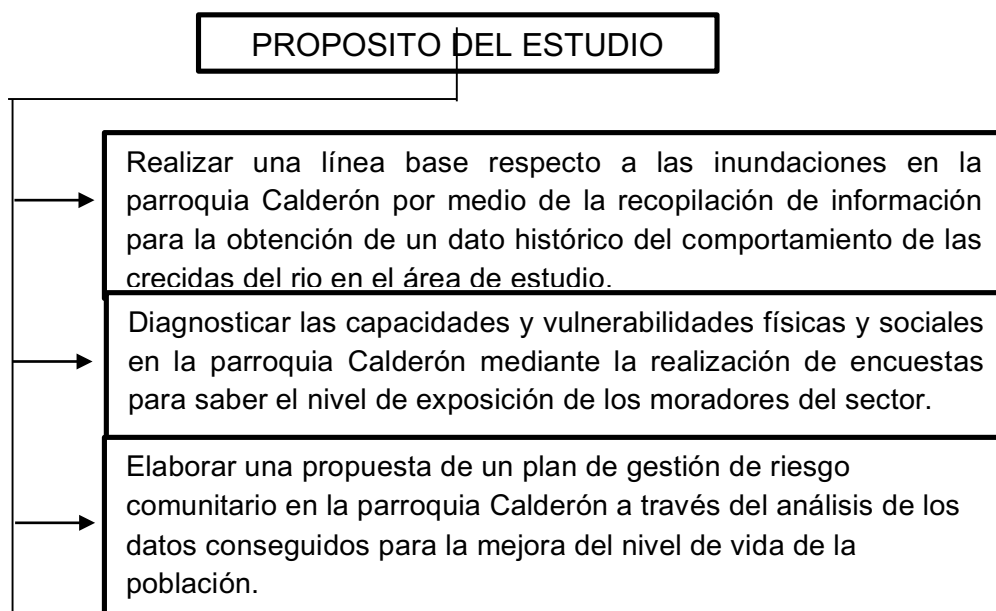 PROPOSITO DEL ESTUDIO
Realizar una línea base respecto a las inundaciones en la
parroquia Calderón por medio de la recopilación de información
para la obtención de un dato histórico del comportamiento de las
crecidas del rio en el área de estudio.
Diagnosticar las capacidades y vulnerabilidades físicas y sociales
en la parroquia Calderón mediante la realización de encuestas
para saber el nivel de exposición de los moradores del sector.
Elaborar una propuesta de un plan de gestión de riesgo
comunitario en la parroquia Calderón a través del análisis de los
datos conseguidos para la mejora del nivel de vida de la
población.